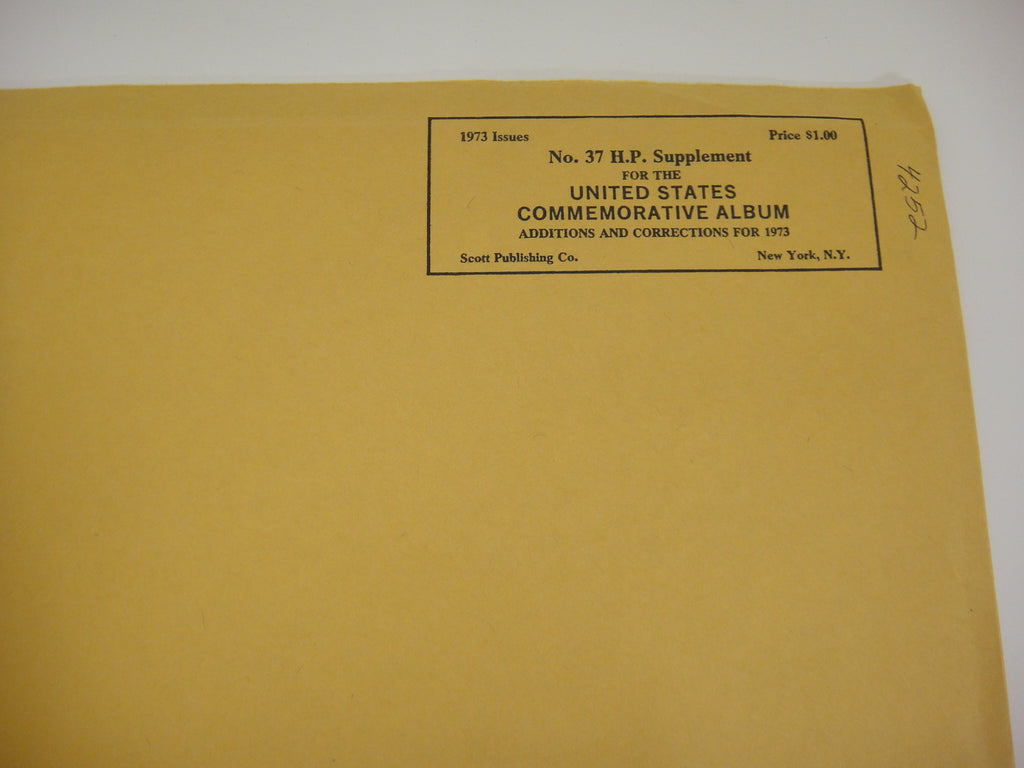 1973 Issues Price $1.00
No. 37 H.P. Supplement
FOR THE
UNITED STATES
COMMEMORATIVE ALBUM
ADDITIONS AND CORRECTIONS FOR 1973
Scott Publishing Co. New York, N.Y.
4252